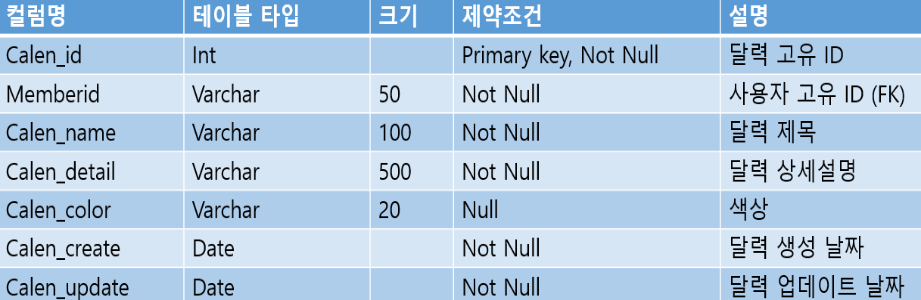 컬럼명 테이블 타입 크기 제약조건 설명
Calen_id Int Primary key, Not Null 달력 고유 ID
Memberid Varchar 50 Not Null 사용자 고유 ID (FK)
Calen_name Varchar 100 Not Null 달력 제목
Calen_detail Varchar 500 Not Null 달력 상세설명
Calen_color Varchar 20 Null 색상
Calen_create Date Not Null 달력 생성 날짜
Calen_update Date Not Null 달력 업데이트 날짜